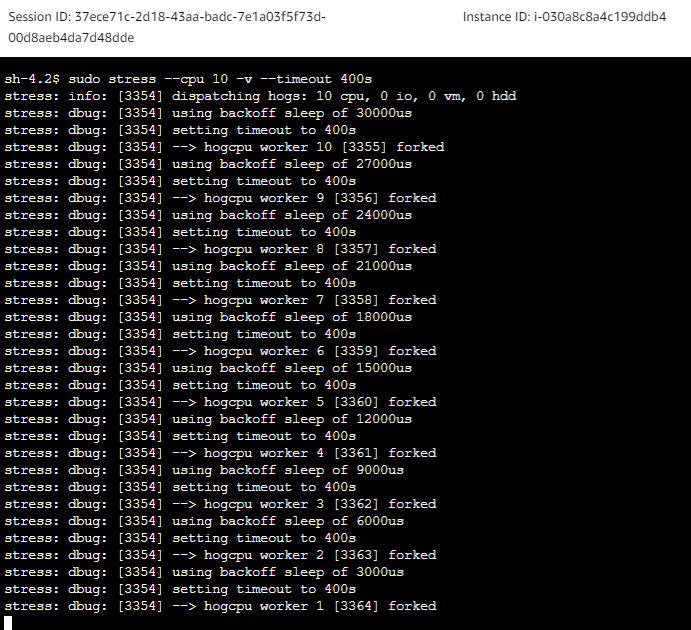 Session ID: 37ece71c-2d18-43aa-badc-7e1a03f5f73d-
00d8aeb4da7d48dde
Instance ID: i-030a8c8a4c199ddb4
sh-4.2$ sudo stress --cpu 10 -v --timeout 400s
stress: info: [3354] dispatching hogs: 10 cpu, 0 io, 0 vm, 0 hdd
stress: dbug: [3354] using backoff sleep of 30000us
stress: dbug: [3354] setting timeout to 400s
stress: dbug: [3354] --> hogcpu worker 10 [3355] forked
stress: dbug: [3354] using backoff sleep of 27000us
stress: dbug: [3354] setting timeout to 400s
stress: dbug: [3354] --> hogcpu worker 9 [3356] forked
stress: dbug: [3354] using backoff sleep of 24000us
stress: dbug: [3354] setting timeout to 400s
stress: dbug: [3354] --> hogcpu worker 8 [3357] forked
stress: dbug: [3354] using backoff sleep of 21000us
stress: dbug: [3354] setting timeout to 400s
stress: dbug: [3354] --> hogcpu worker 7 [3358] forked
stress: dbug: [3354] using backoff sleep of 18000us
stress: dbug: [3354] setting timeout to 400s
stress: dbug: [3354] --> hogcpu worker 6 [3359] forked
stress: dbug: [3354] using backoff sleep of 15000us
stress: dbug: [3354] setting timeout to 400s
stress: dbug: [3354] --> hogcpu worker 5 [3360] forked
stress: dbug: [3354] using backoff sleep of 12000us
stress: dbug: [3354] setting timeout to 400s
stress: dbug: [3354] --> hogcpu worker 4 [3361] forked
stress: dbug: [3354] using backoff sleep of 9000us
stress: dbug: [3354] setting timeout to 400s
stress: dbug: [3354] --> hogcpu worker 3 [3362] forked
stress: dbug: [3354] using backoff sleep of 6000us
stress: dbug: [3354] setting timeout to 400s
stress: dbug: [3354] --> hogcpu worker 2 [3363] forked
stress: dbug: [3354] using backoff sleep of 3000us
stress: dbug: [3354] setting timeout to 400s
stress: dbug: [3354] --> hogcpu worker 1 [3364] forked